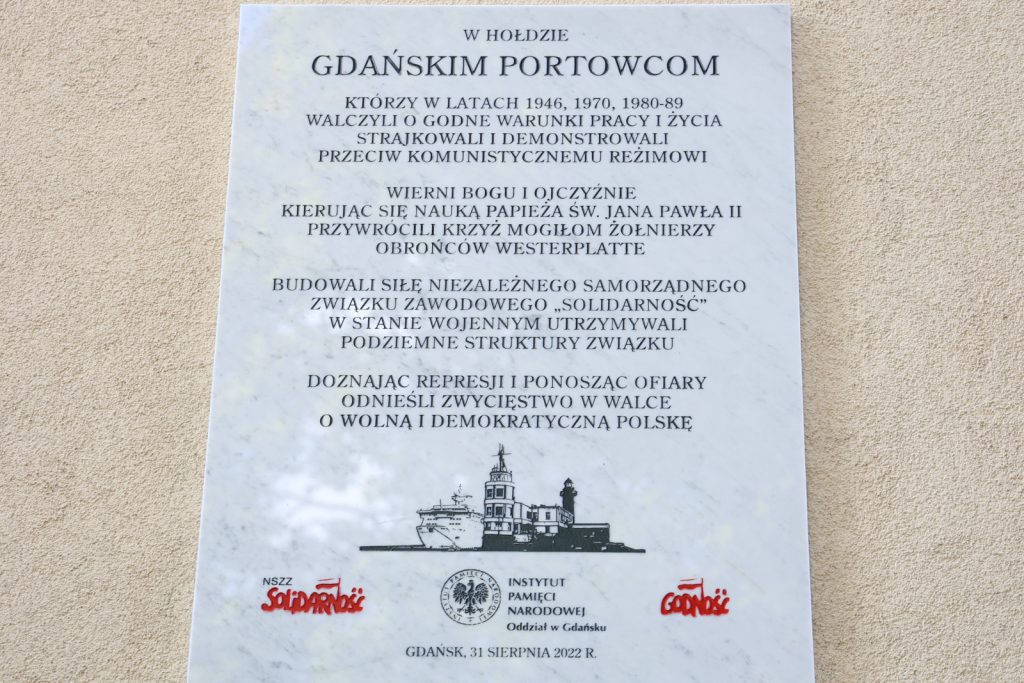 W HOŁDZIE
GDAŃSKIM PORTOWCOM
KTÓRZY W LATACH 1946, 1970, 1980-89
WALCZYLI O GODNE WARUNKI PRACY I ŻYCIA
STRAJKOWALI I DEMONSTROWALI
PRZECIW KOMUNISTYCZNEMU REŻIMOWI
WIERNI BOGU I OJCZYŹNIE
KIERUJĄC SIĘ NAUKĄ PAPIEŻA ŚW. JANA PAWŁA II
PRZYWRÓCILI KRZYŻ MOGIŁOM ŻOŁNIERZY
OBROŃCÓW WESTERPLATTE
BUDOWALI SIŁĘ NIEZALEŻNEGO SAMORZĄDNEGO
ZWIĄZKU ZAWODOWEGO „SOLIDARNOŚĆ”
W STANIE WOJENNYM UTRZYMYWALI
PODZIEMNE STRUKTURY ZWIĄZKU
DOZNAJĄC REPRESJI I PONOSZĄC OFIARY
ODNIEŚLI ZWYCIĘSTWO W WALCE
O WOLNĄ I DEMOKRATYCZNĄ POLSKĘ
NSZZ
SOLIDARNOŚĆ
INSTYTUT PAMIĘCI NARODOWEJ
INSTYTUT
PAMIĘCI
NARODOWEJ
Oddział w Gdańsku
GODNOŚĆ
GDAŃSK, 31 SIERPNIA 2022 R.